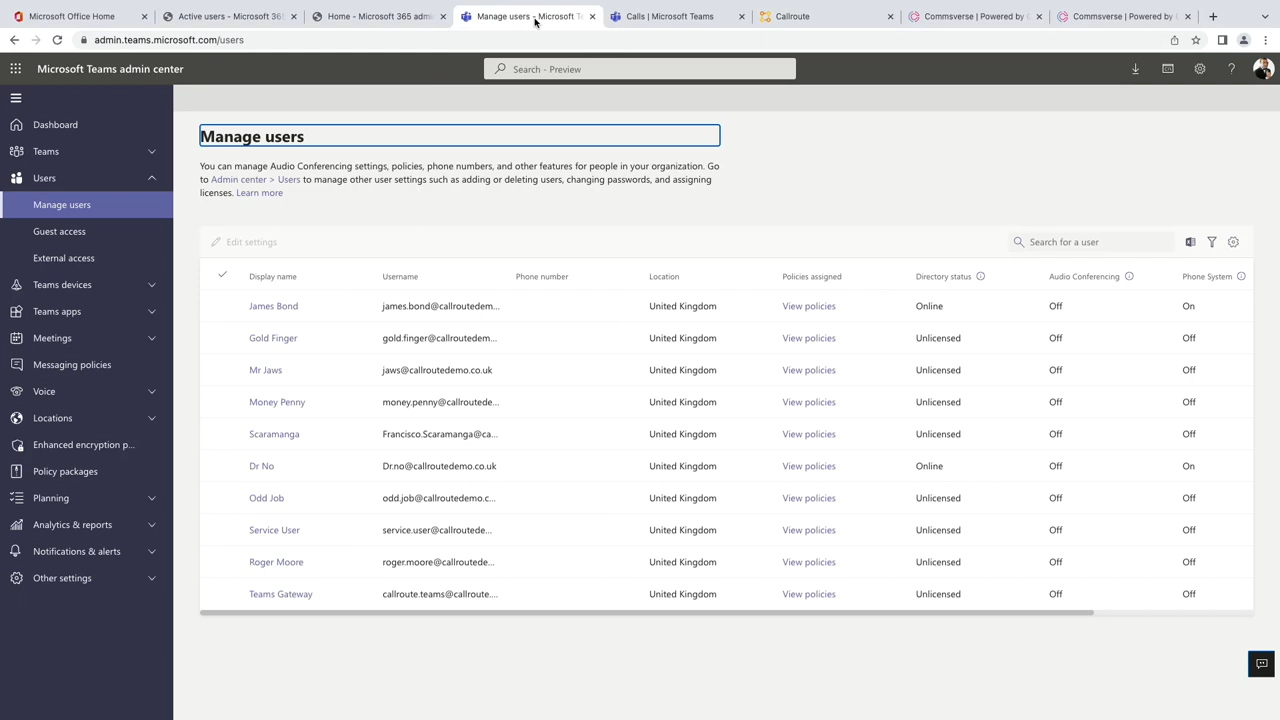 Microsoft Office Home
Active users - Microsoft 365
Home - Microsoft 365 admi
Manage users - Microsoft Te
Calls | Microsoft Teams
Callroute
Commsverse | Powered by
Commsverse | Powered by
admin.teams.microsoft.com/users
Microsoft Teams admin center
Search - Preview
Dashboard
Teams
Users
Manage users
Guest access
External access
Teams devices
Teams apps
Meetings
Messaging policies
Voice
Locations
Enhanced encryption p...
Policy packages
Planning
Analytics & reports
Notifications & alerts
Other settings
Manage users
You can manage Audio Conferencing settings, policies, phone numbers, and other features for people in your organization. Go
to Admin center > Users to manage other user settings such as adding or deleting users, changing passwords, and assigning
licenses. Learn more
Edit settings
Search for a user
Display name Username Phone number Location Policies assigned Directory status Audio Conferencing Phone System
James Bond james.bond@callroutedem... United Kingdom View policies Online Off On
Gold Finger gold.finger@callroutedem... United Kingdom View policies Unlicensed Off Off
Mr Jaws jaws@callroutedemo.co.uk United Kingdom View policies Unlicensed Off Off
Money Penny money.penny@callroutede... United Kingdom View policies Unlicensed Off Off
Scaramanga Francisco.Scaramanga@ca... United Kingdom View policies Unlicensed Off Off
Dr No Dr.no@callroutedemo.co.uk United Kingdom View policies Online Off On
Odd Job odd.job@callroutedemo.c... United Kingdom View policies Unlicensed Off Off
Service User service.user@callroutede... United Kingdom View policies Unlicensed Off Off
Roger Moore roger.moore@callroutede... United Kingdom View policies Unlicensed Off Off
Teams Gateway callroute.teams@callroute.... United Kingdom View policies Unlicensed Off Off